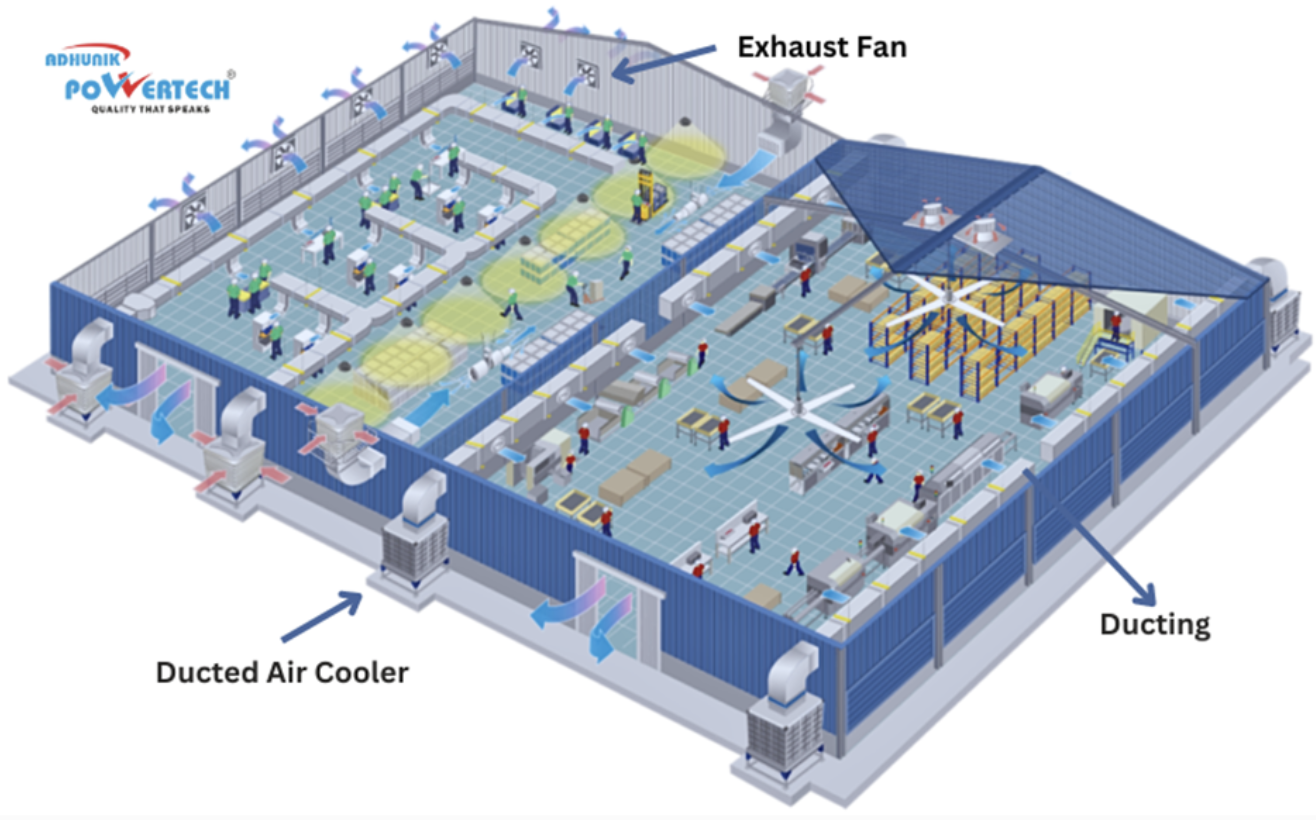 ADHUNIK
POWERTECH®
QUALITY THAT SPEAKS
Exhaust Fan
Ducting
Ducted Air Cooler